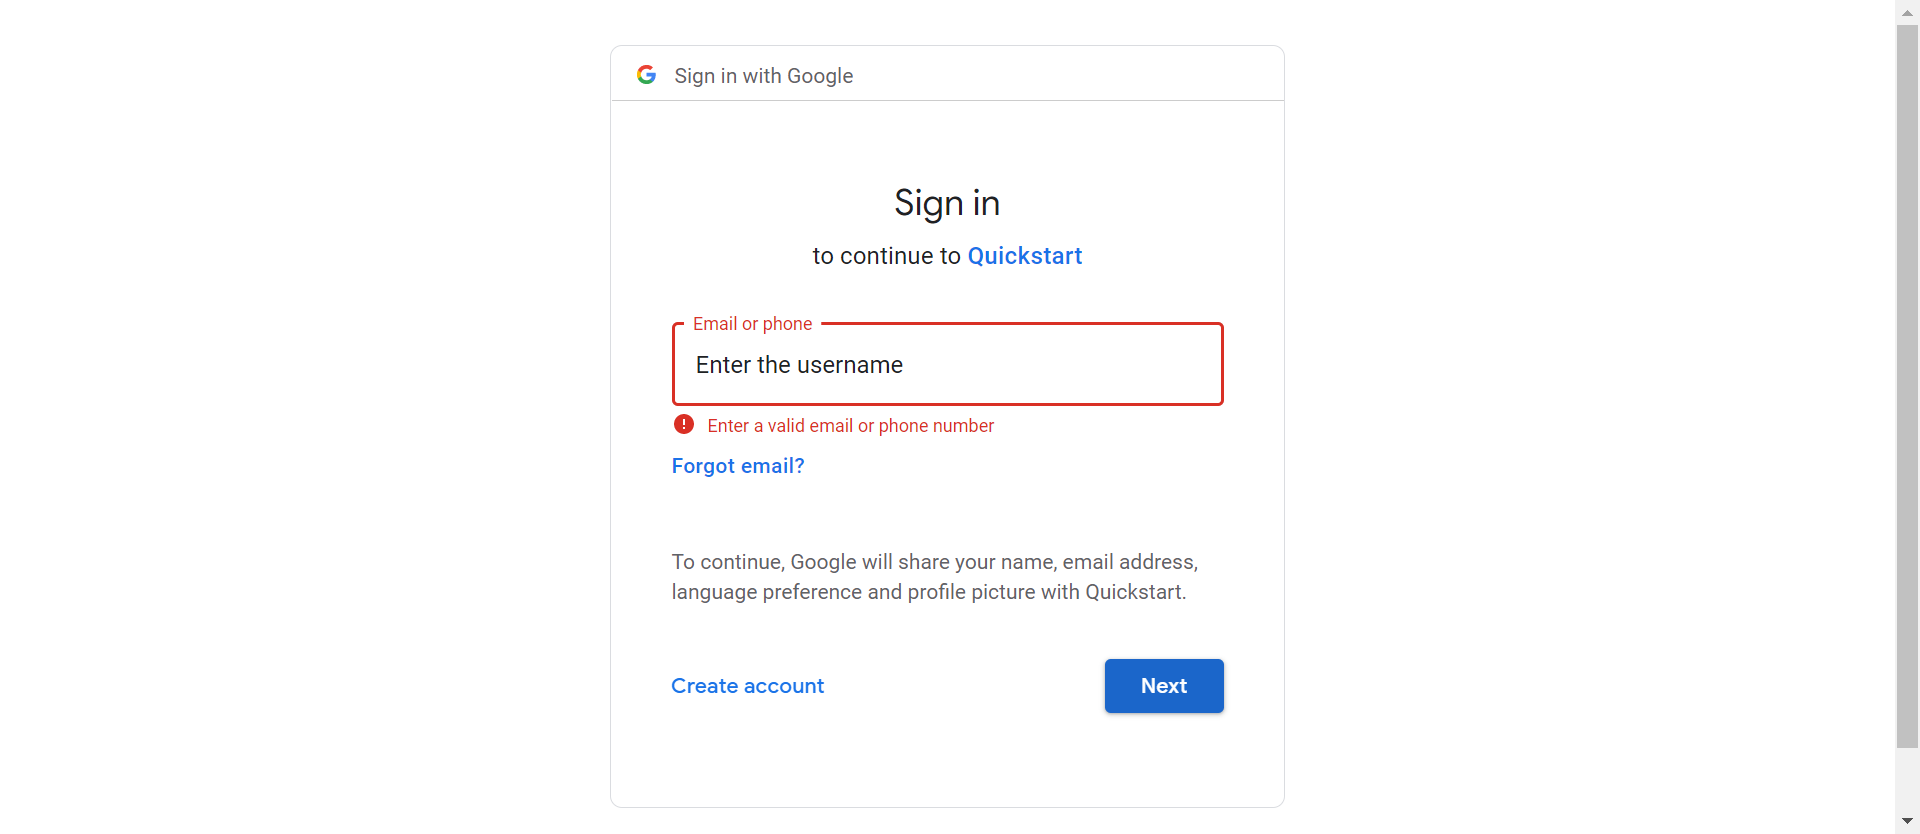 Sign in with Google
Sign in
to continue to Quickstart
Email or phone
Enter the username
Enter a valid email or phone number
Forgot email?
To continue, Google will share your name, email address,
language preference and profile picture with Quickstart.
Create account
Next